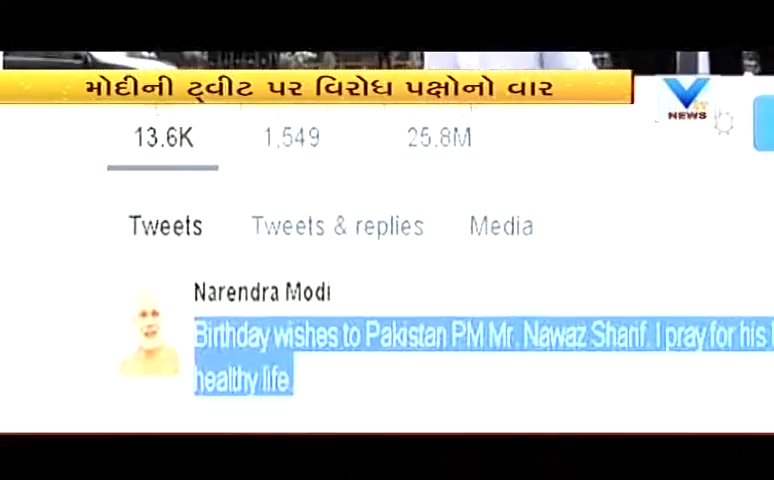 મોદીની ટ્વીટ પર વિરોધ પક્ષોનો વાર
V
NEWS
13.6K 1,549 25.8M
Tweets Tweets & replies Media
Narendra Modi
Birthday wishes to Pakistan PM Mr. Nawaz Sharif. I pray for his
healthy life.